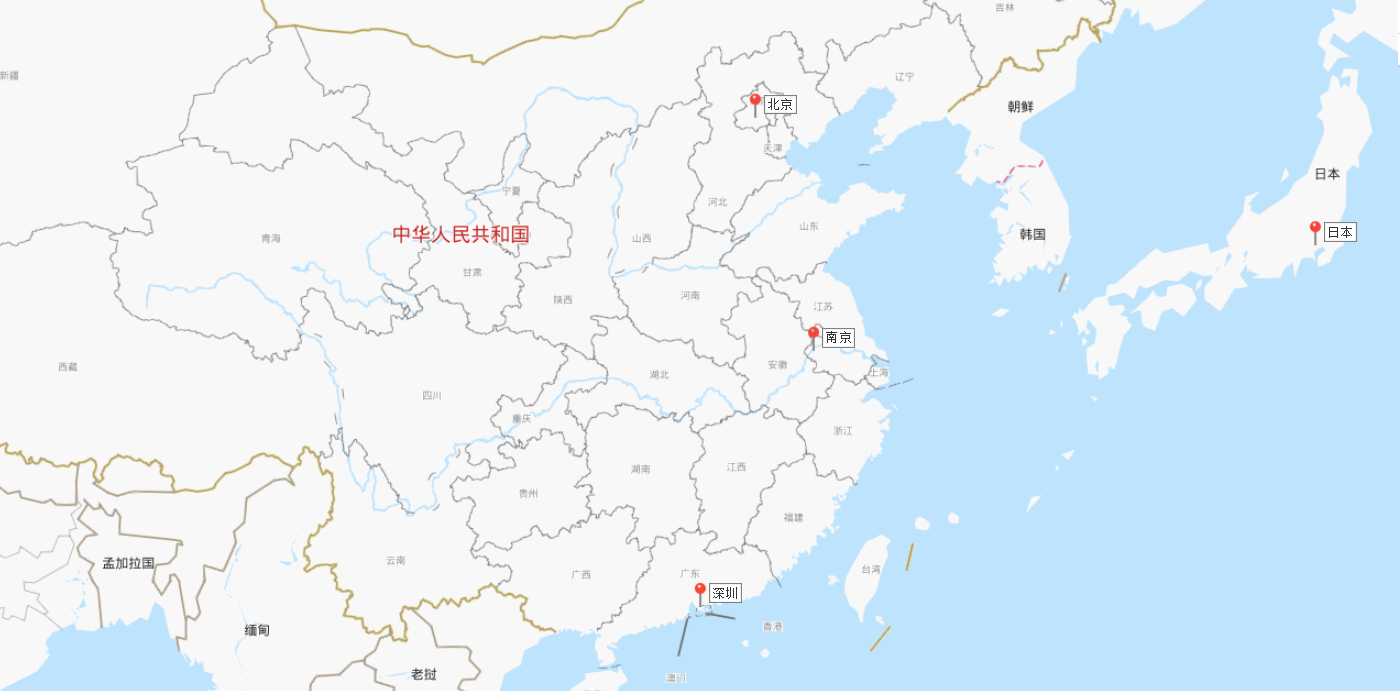 吉林
新疆
辽宁
北京
朝鲜
天津
日本
宁夏
河北
山东
日本
韩国
中华人民共和国
青海
山西
甘肃
河南
陕西
江苏
南京
西藏
安徽
上海
湖北
四川
重庆
浙江
湖南
江西
贵州
福建
云南
孟加拉国
广西
广东
台湾
深圳
缅甸
香港
老挝
澳门